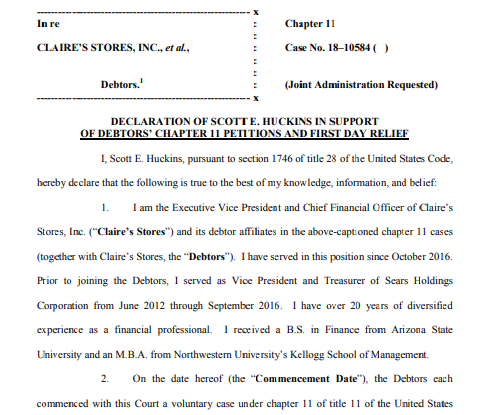 ---------------------------------------------------------------- x
In re : Chapter 11
:
CLAIRE'S STORES, INC., et al., : Case No. 18-10584 ( )
:
:
Debtors.1 : (Joint Administration Requested)
---------------------------------------------------------------- x
DECLARATION OF SCOTT E. HUCKINS IN SUPPORT
OF DEBTORS' CHAPTER 11 PETITIONS AND FIRST DAY RELIEF
I, Scott E. Huckins, pursuant to section 1746 of title 28 of the United States Code,
hereby declare that the following is true to the best of my knowledge, information, and belief:
1. I am the Executive Vice President and Chief Financial Officer of Claire's
Stores, Inc. ("Claire's Stores") and its debtor affiliates in the above-captioned chapter 11 cases
(together with Claire's Stores, the "Debtors"). I have served in this position since October 2016.
Prior to joining the Debtors, I served as Vice President and Treasurer of Sears Holdings
Corporation from June 2012 through September 2016. I have over 20 years of diversified
experience as a financial professional. I received a B.S. in Finance from Arizona State
University and an M.B.A. from Northwestern University's Kellogg School of Management.
2. On the date hereof (the "Commencement Date"), the Debtors each
commenced with this Court a voluntary case under chapter 11 of title 11 of the United States